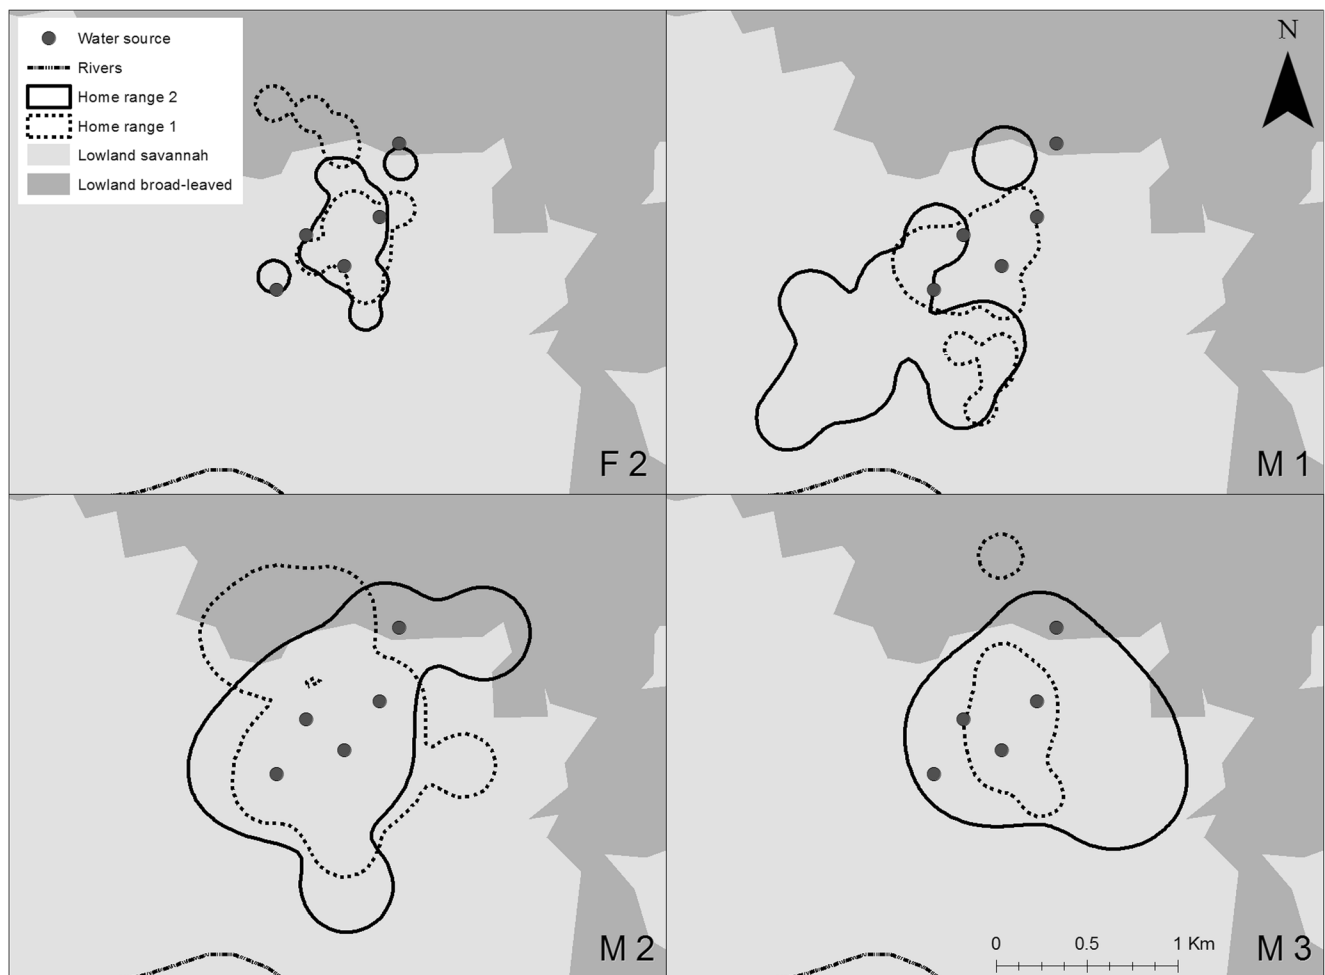 Water source
Rivers
Home range 2
Home range 1
Lowland savannah
Lowland broad-leaved
N
F 2
M 1
M 2
0 0.5 1 Km
M 3